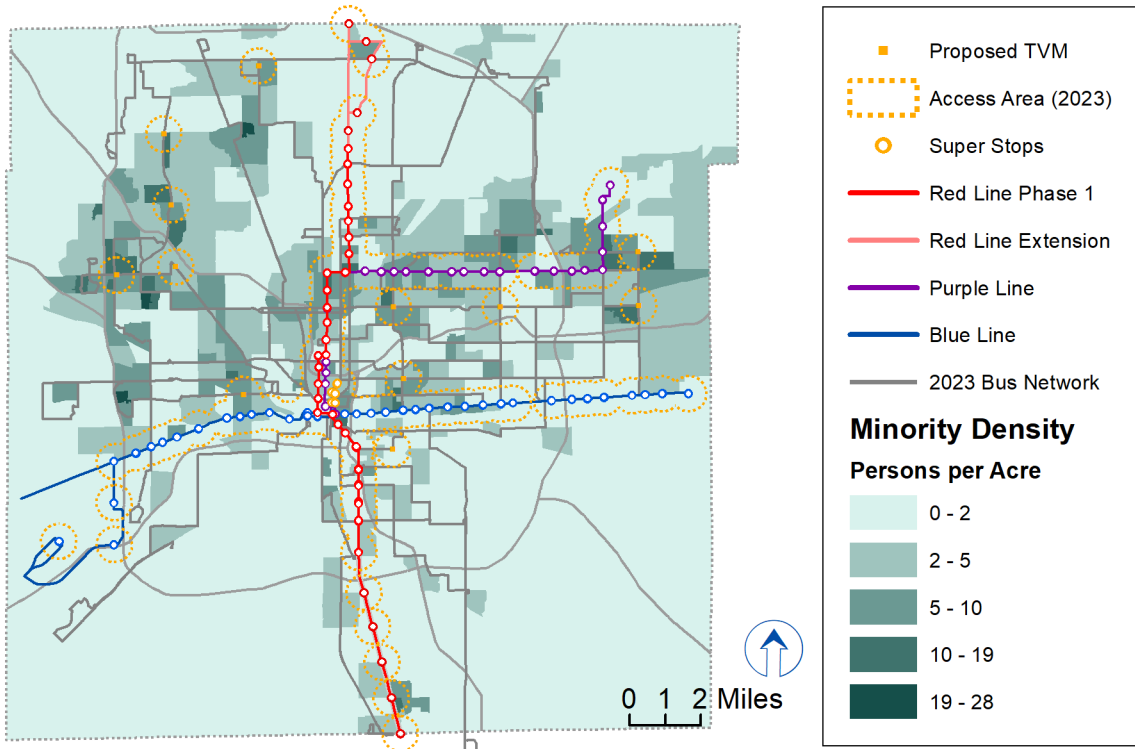 Proposed TVM
Access Area (2023)
Super Stops
Red Line Phase 1
Red Line Extension
Purple Line
Blue Line
2023 Bus Network
Minority Density
Persons per Acre
0 - 2
2 - 5
5 - 10
10 - 19
19 - 28
0 1 2 Miles